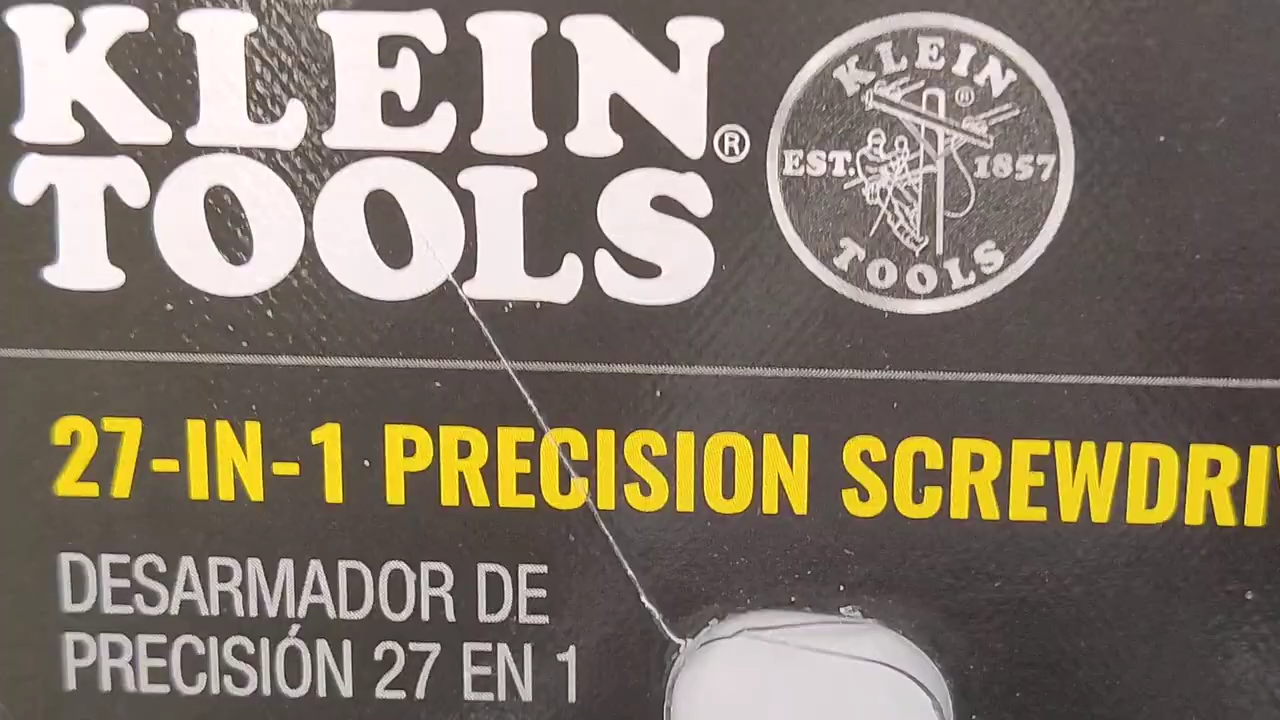 KLEIN
TOOLS®
KLEIN
®
EST. 1857
TOOLS
27-IN-1 PRECISION SCREWDRI
DESARMADOR DE
PRECISIÓN 27 EN 1